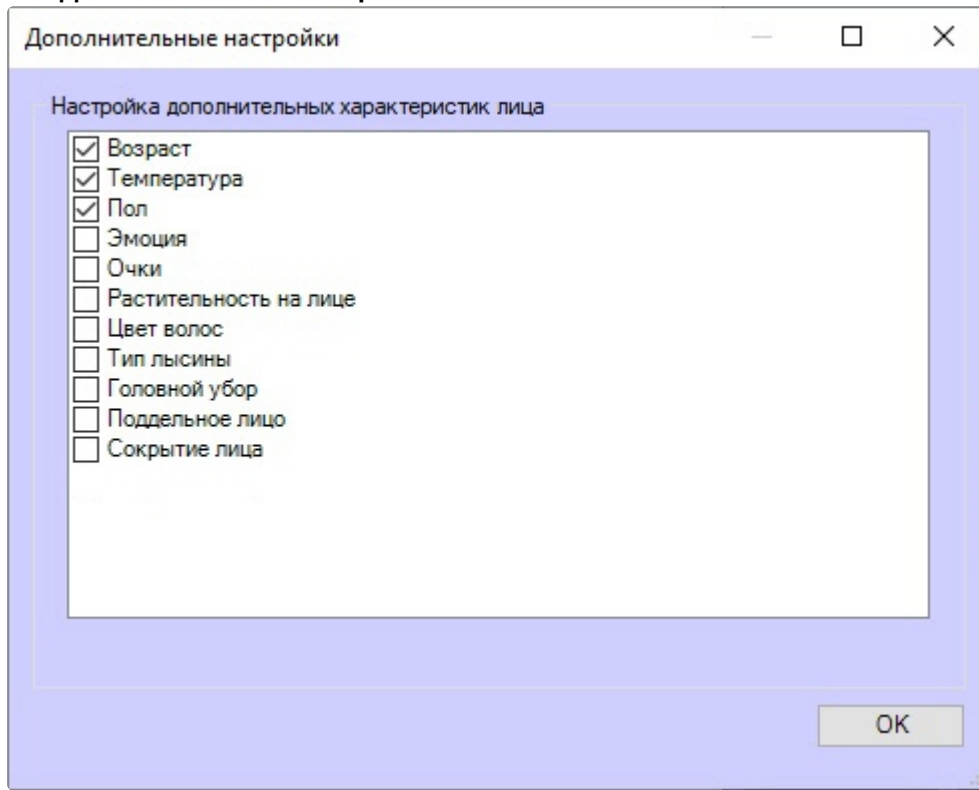 Дополнительные настройки
Настройка дополнительных характеристик лица
Возраст
Температура
Пол
Эмоция
Очки
Растительность на лице
Цвет волос
Тип лысины
Головной убор
Поддельное лицо
Сокрытие лица
OK